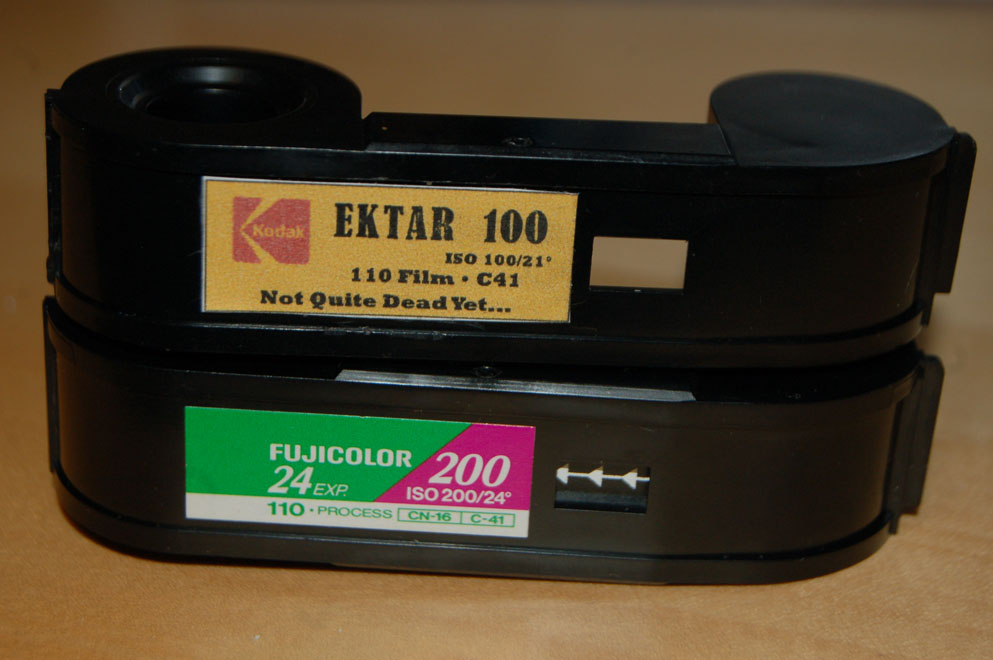 Kodak
EKTAR 100
ISO 100/21°
110 Film • C41
Not Quite Dead Yet...
FUJICOLOR 200
24 EXP. ISO 200/24°
110 • PROCESS CN-16 C-41